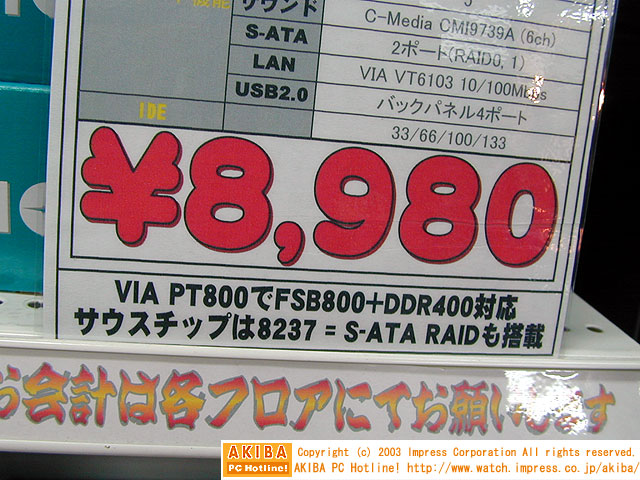 サウンド
C-Media CMI9739A (6ch)
S-ATA
2ポート(RAID0, 1)
LAN
VIA VT6103 10/100Mbps
USB2.0
バックパネル4ポート
IDE
33/66/100/133
¥8,980
VIA PT800でFSB800+DDR400対応
サウスチップは8237 = S-ATA RAIDも搭載
お会計は各フロアにてお願いします
AKIBA
PC Hotline!
Copyright (c) 2003 Impress Corporation All rights reserved.
AKIBA PC Hotline! http://www.watch.impress.co.jp/akiba/